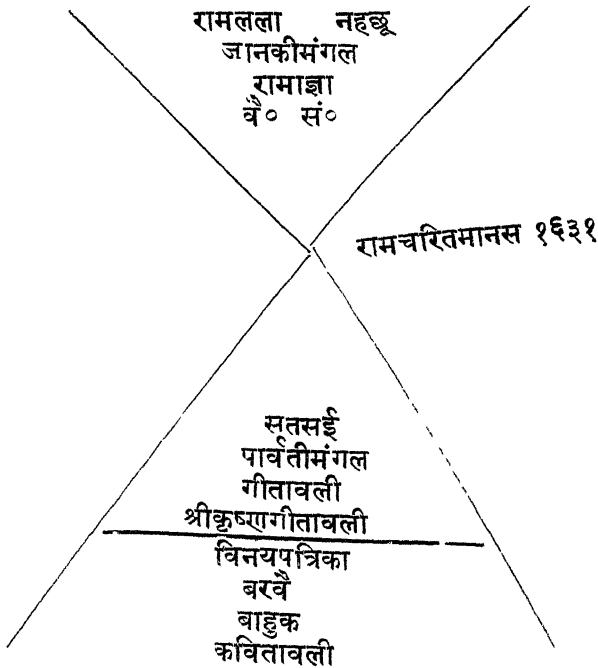 रामलला नहछू
जानकीमंगल
रामाज्ञा
वै० सं०
रामचरितमानस १६३१
सतसई
पार्वतीमंगल
गीतावली
श्रीकृष्णगीतावली
विनयपत्रिका
बरवै
बाहुक
कवितावली